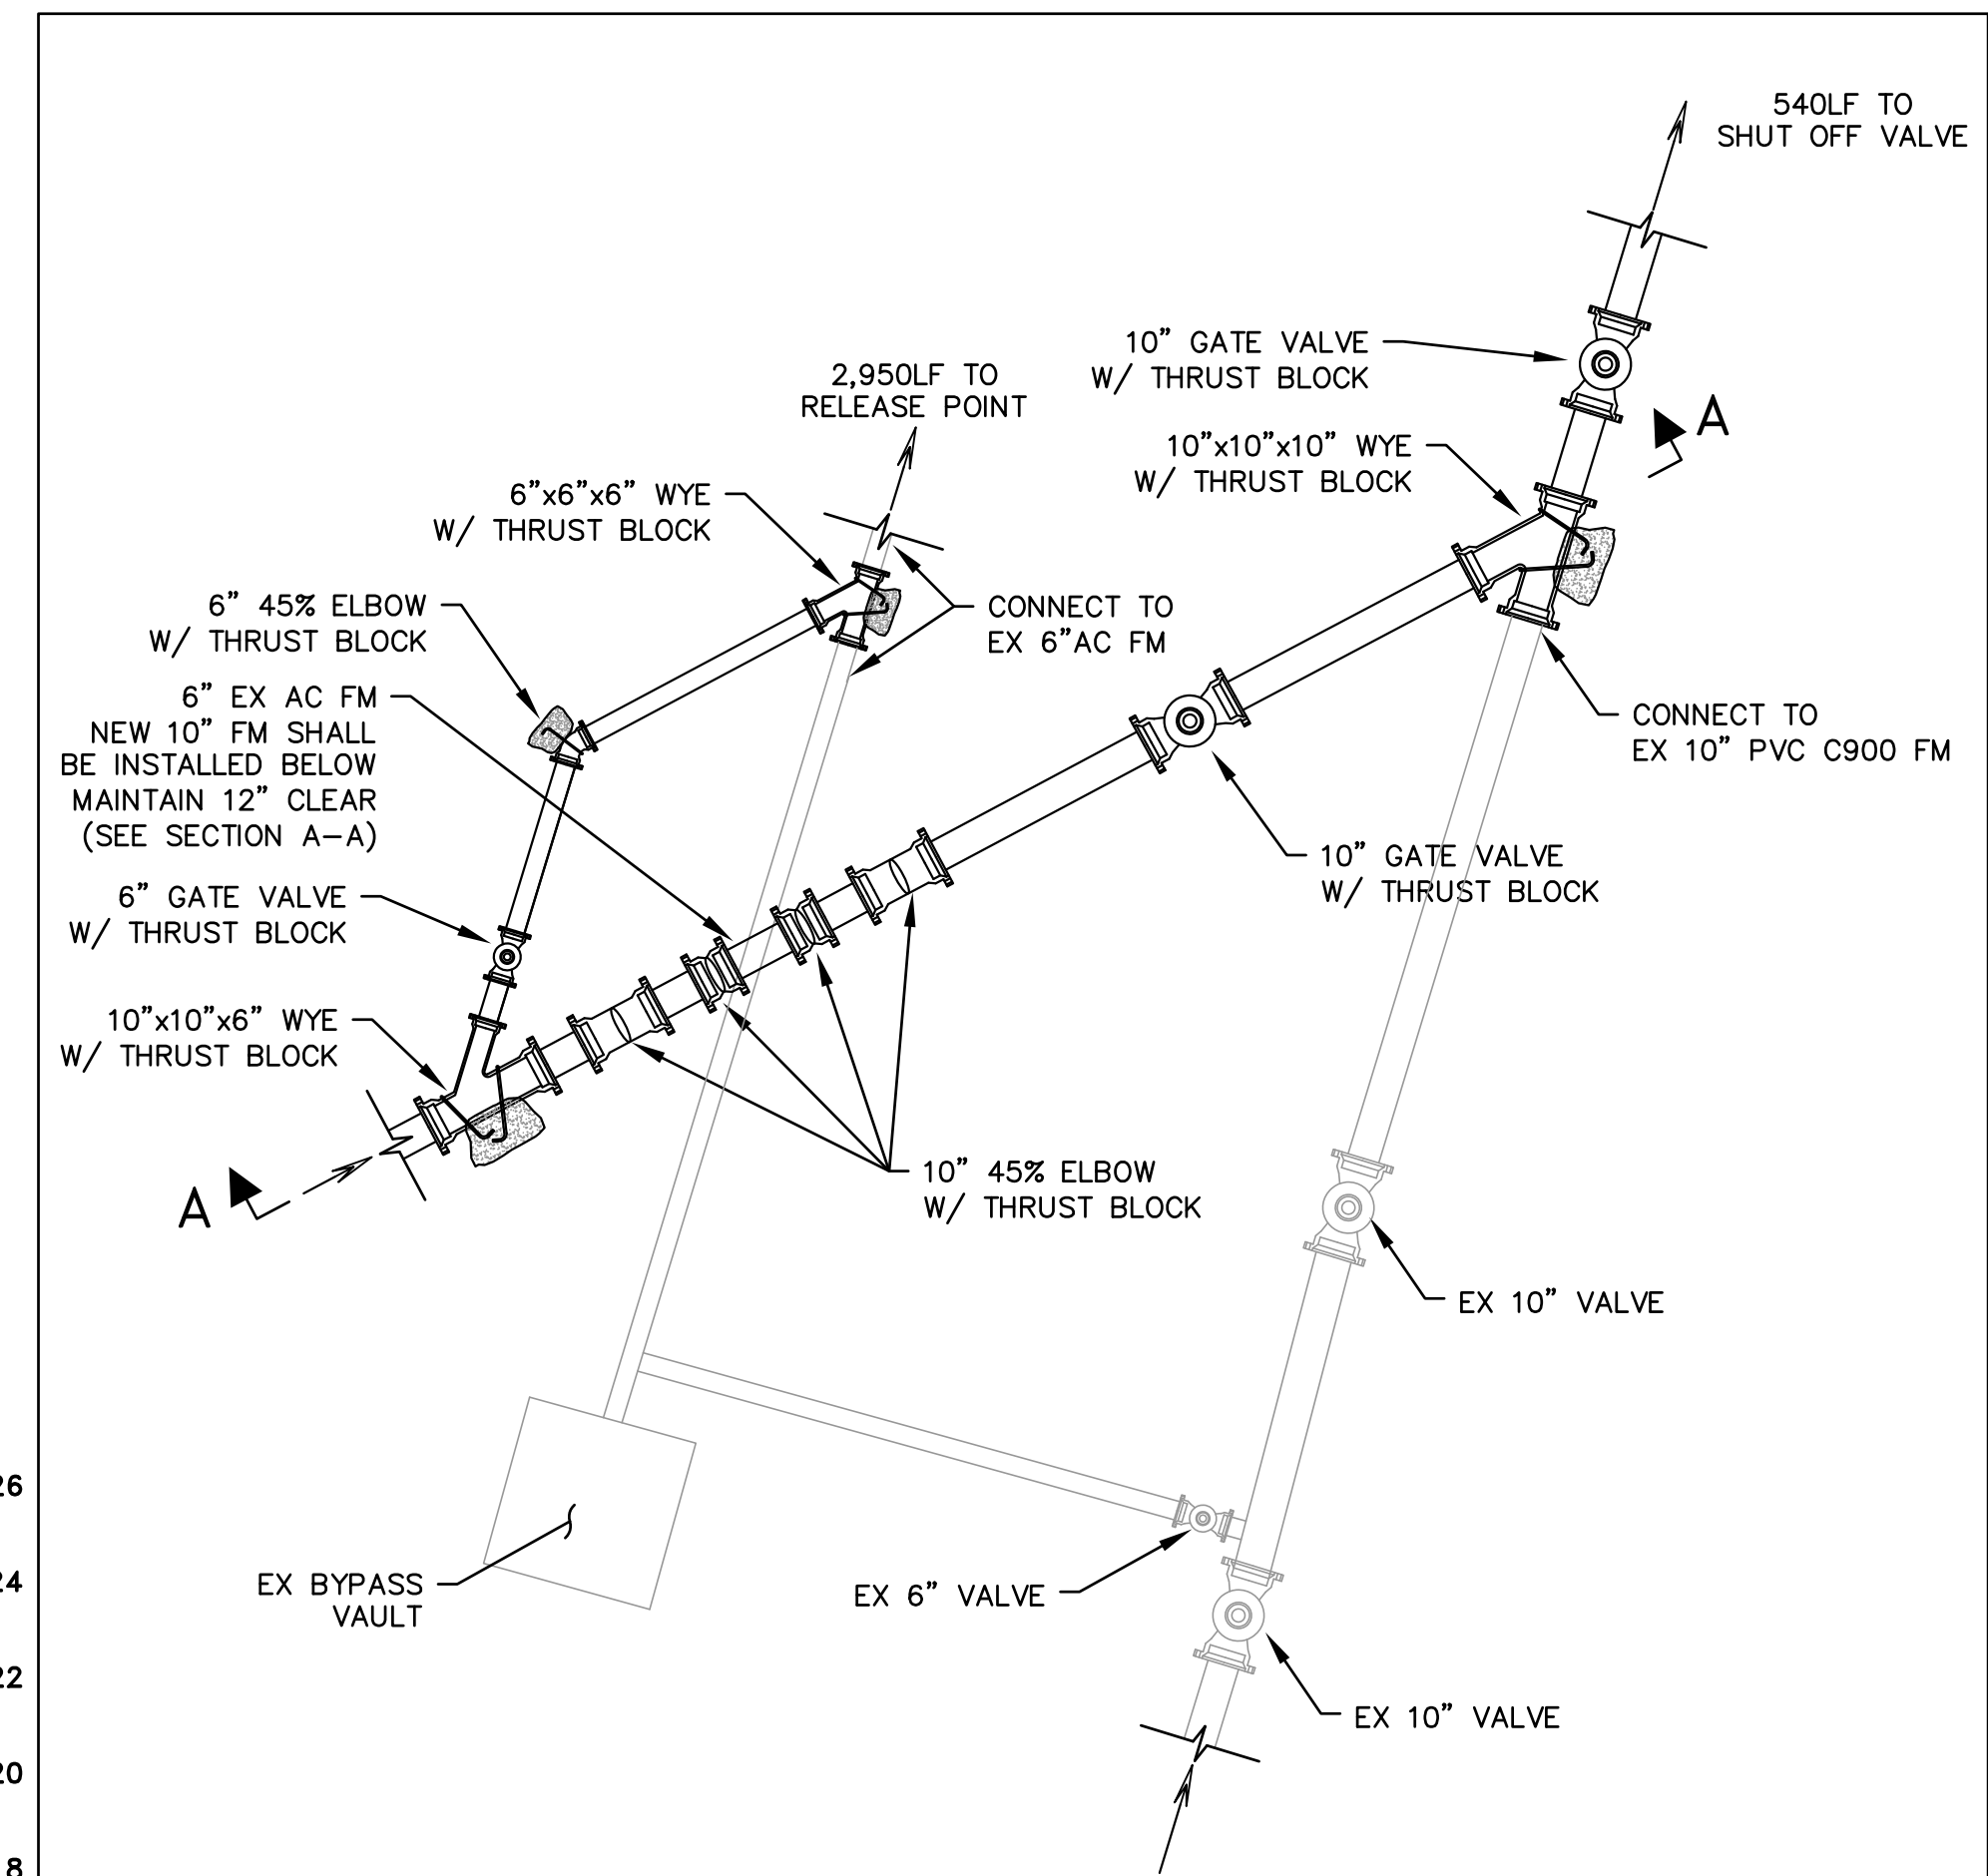 540LF TO
SHUT OFF VALVE
10” GATE VALVE
W/ THRUST BLOCK
2,950LF TO
RELEASE POINT
A
10”x10”x10” WYE
W/ THRUST BLOCK
6”x6”x6” WYE
W/ THRUST BLOCK
6” 45% ELBOW
W/ THRUST BLOCK
CONNECT TO
EX 6”AC FM
6” EX AC FM
NEW 10” FM SHALL
BE INSTALLED BELOW
MAINTAIN 12” CLEAR
(SEE SECTION A-A)
CONNECT TO
EX 10” PVC C900 FM
10” GATE VALVE
W/ THRUST BLOCK
6” GATE VALVE
W/ THRUST BLOCK
10”x10”x6” WYE
W/ THRUST BLOCK
10” 45% ELBOW
W/ THRUST BLOCK
A
EX 10” VALVE
26
EX BYPASS
VAULT
EX 6” VALVE
24
22
EX 10” VALVE
20
8